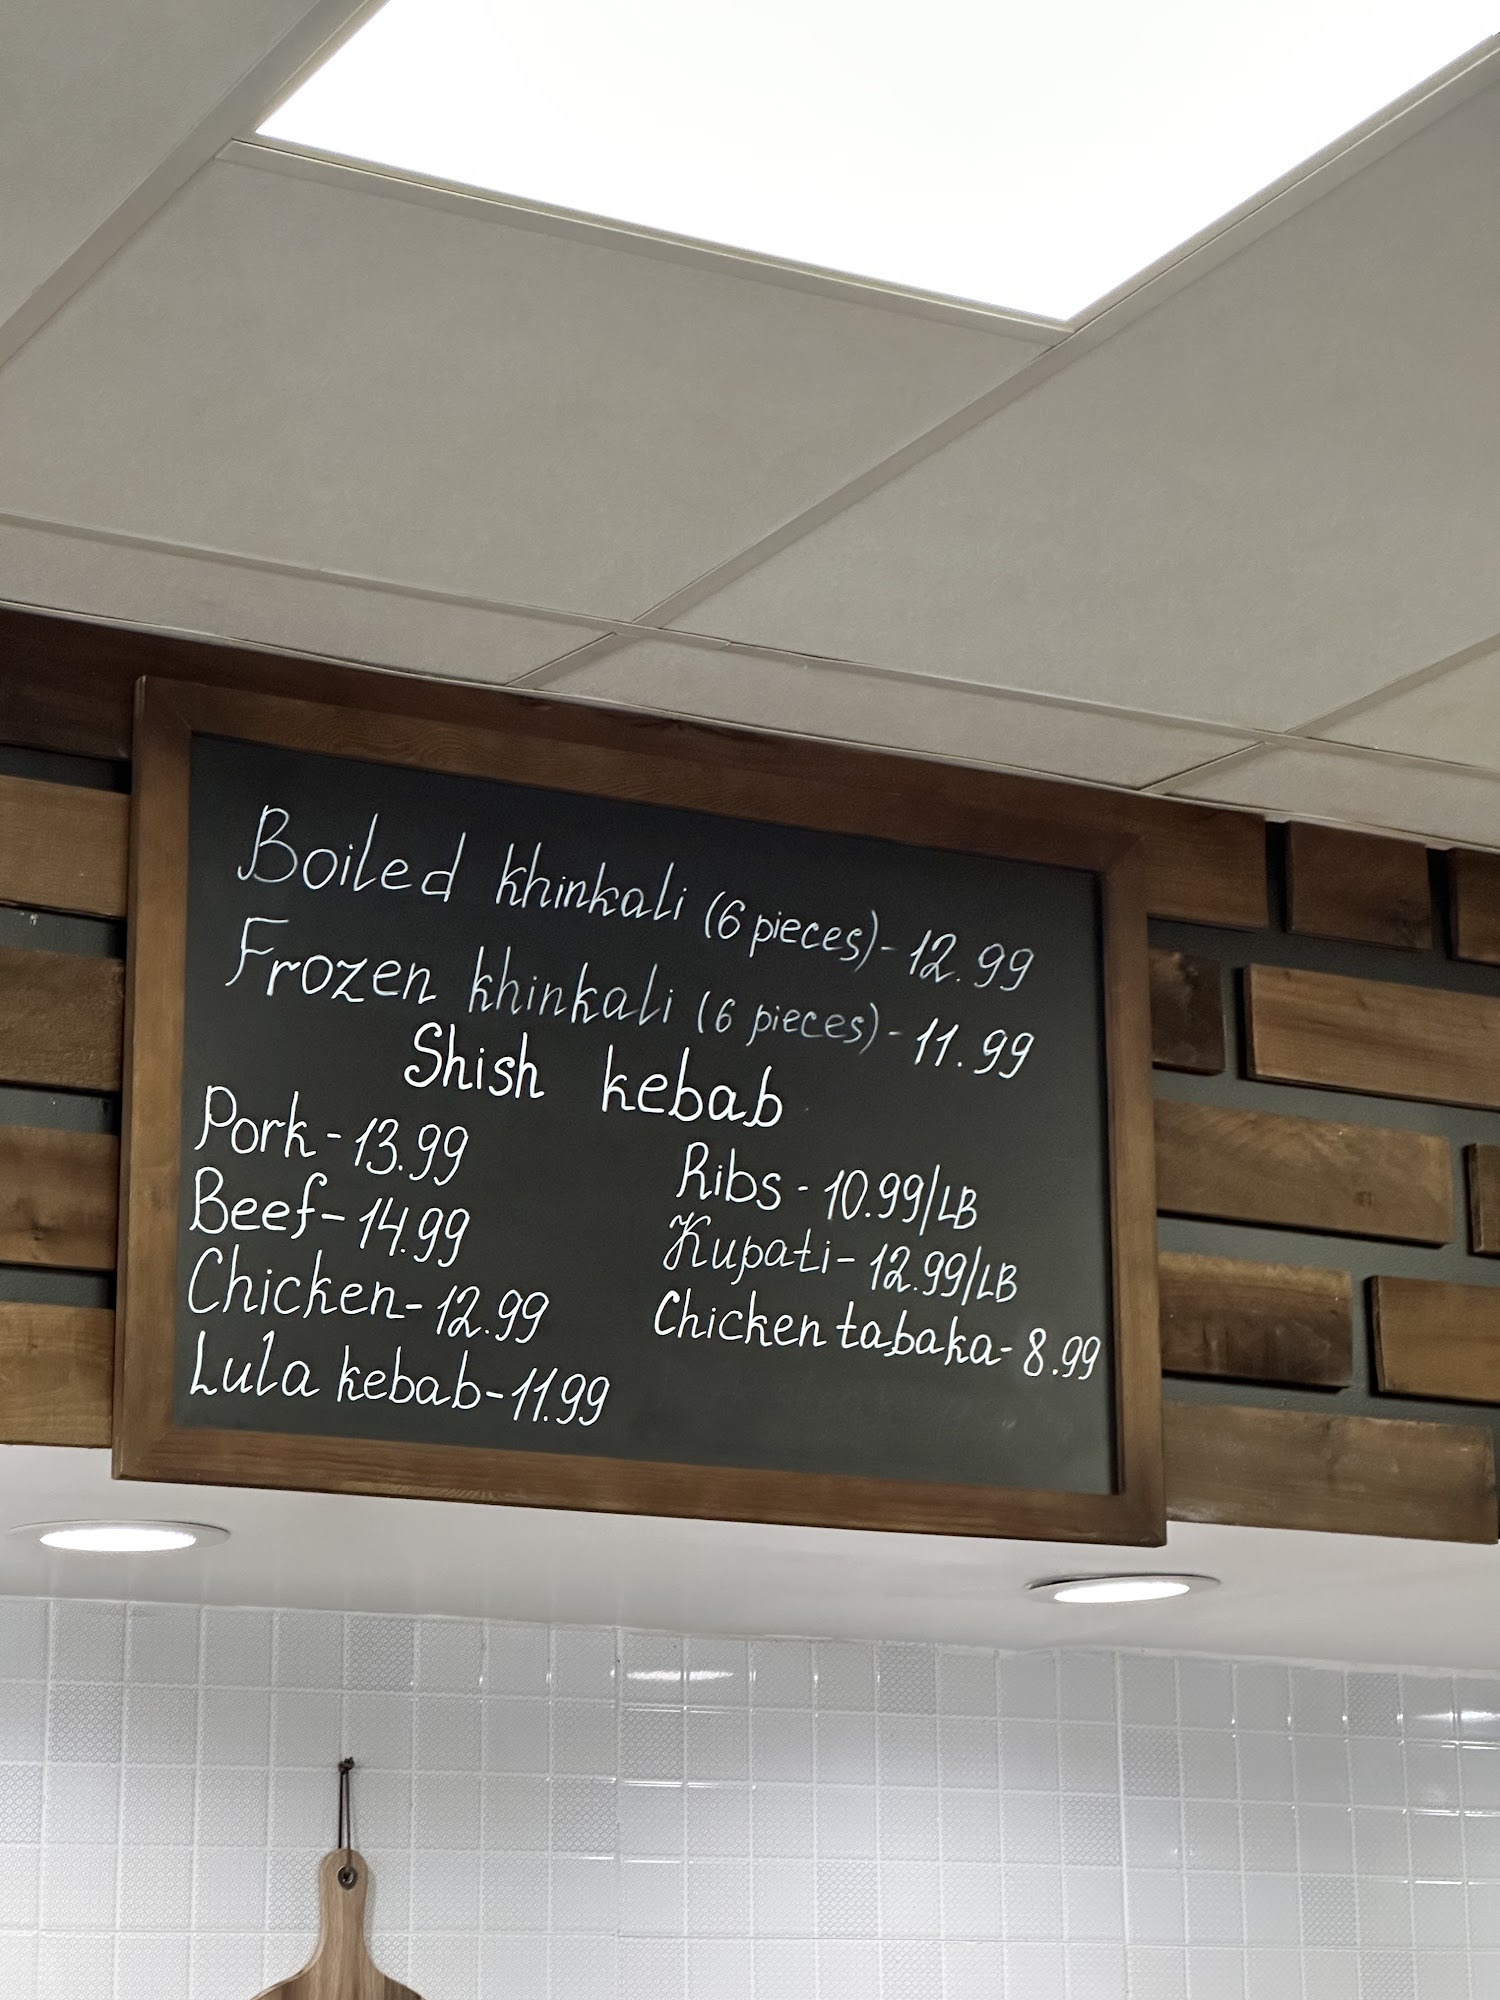 Boiled khinkali (6 pieces)- 12.99
Frozen khinkali (6 pieces)- 11.99
Shish kebab
Pork- 13.99
Beef- 14.99
Chicken- 12.99
Lula kebab- 11.99
Ribs - 10.99/LB
Kupati- 12.99/LB
Chicken tabaka- 8.99